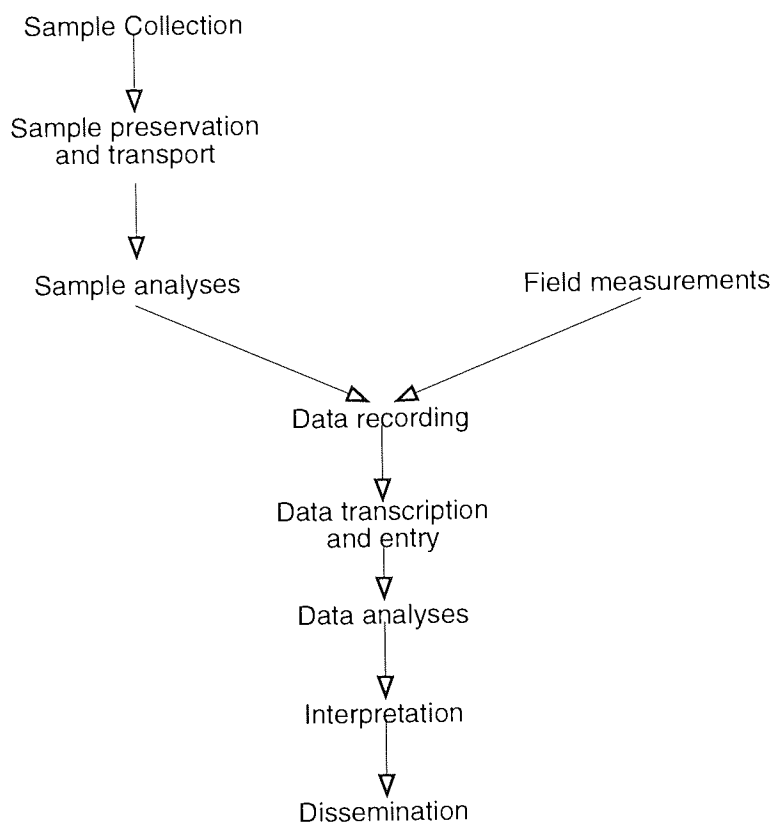 Sample Collection
Sample preservation
and transport
Sample analyses
Field measurements
Data recording
Data transcription
and entry
Data analyses
Interpretation
Dissemination